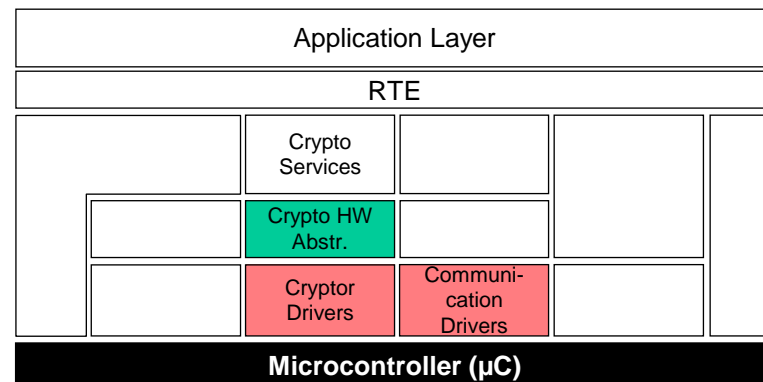 Application Layer
RTE
Crypto
Services
Crypto HW
Abstr.
Cryptor
Drivers
Communi-
cation
Drivers
Microcontroller (µC)